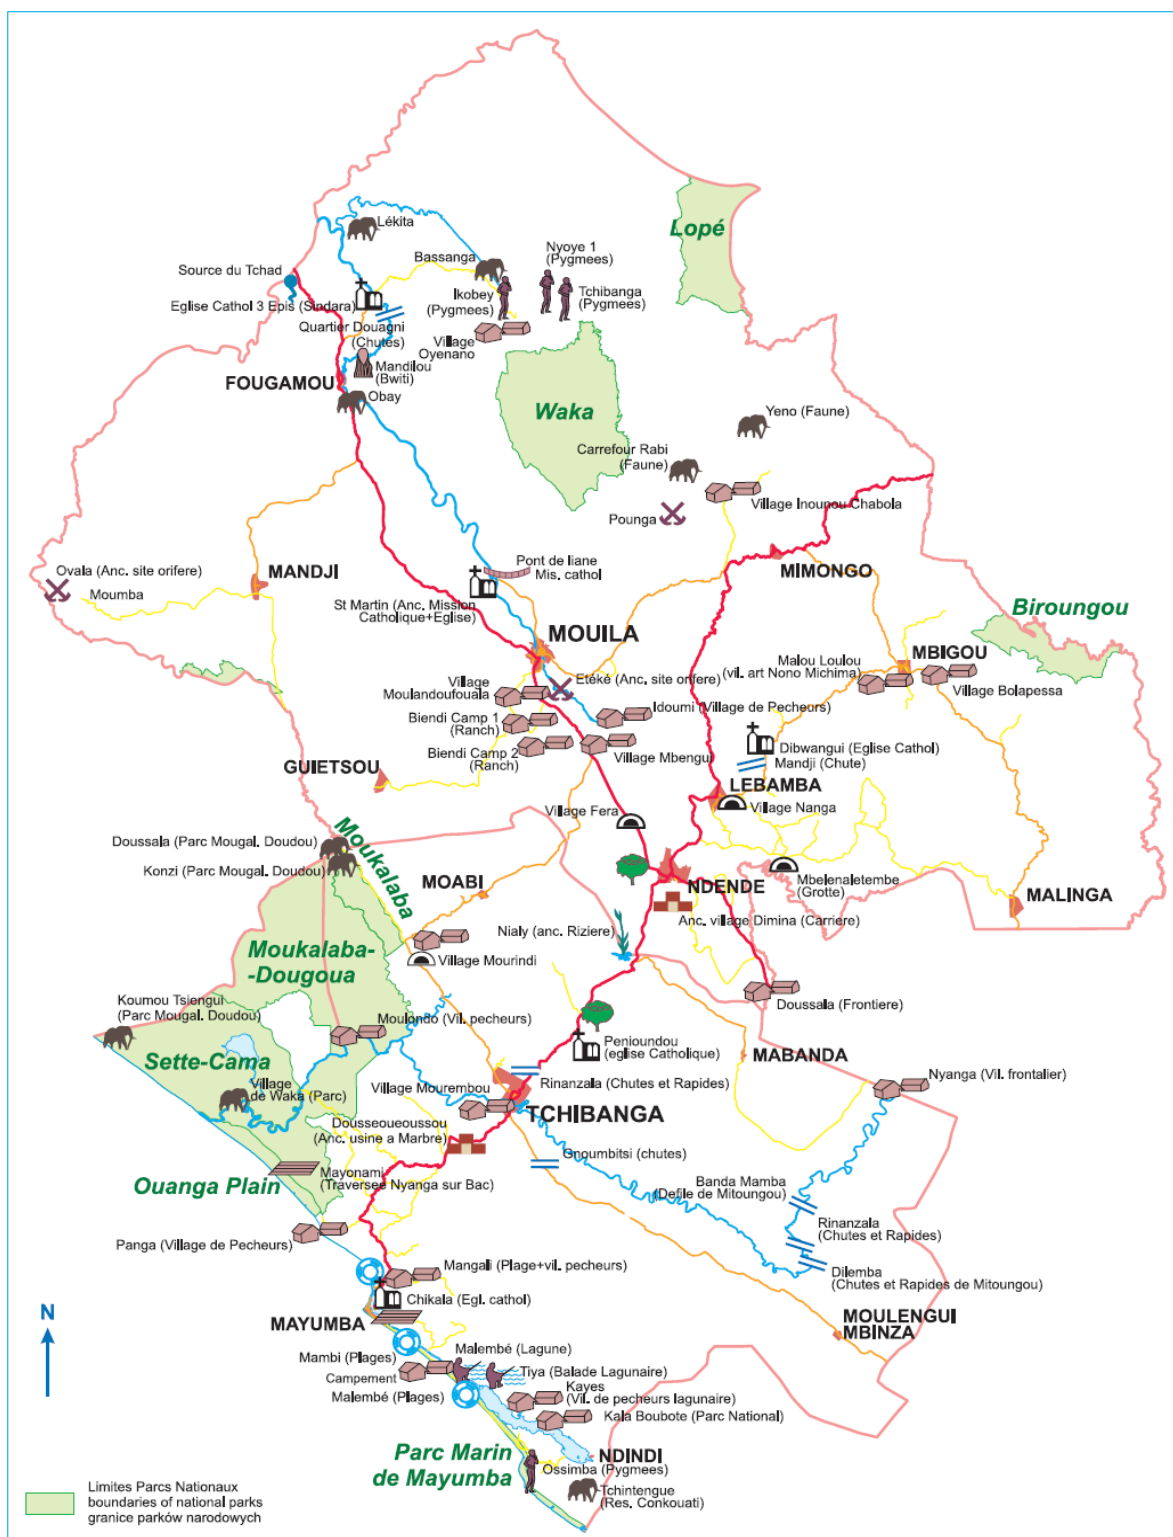 Lopé
Lékita
Nyoye 1
(Pygmees)
Bassanga
Source du Tchad
Ikobey
(Pygmees)
Tchibanga
(Pygmees)
Eglise Cathol 3 Epis (Sindara)
Quartier Douagni
(Chutes)
Village
Oyenano
Mandilou
(Bwiti)
FOUGAMOU
Obay
Waka
Yeno (Faune)
Carrefour Rabi
(Faune)
Village Inounou Chabola
Pounga
Pont de liane
Mis. cathol
Ovala (Anc. site orifere)
Moumba
MANDJI
MIMONGO
St Martin (Anc. Mission
Catholique+Eglise)
Biroungou
MOUILA
MBIGOU
Malou Loulou
(vil. art Nono Michima)
Village Bolapessa
Etéké (Anc. site orifere)
Village
Moulandoufouala
Idoumi (Village de Pecheurs)
Biendi Camp 1
(Ranch)
Biendi Camp 2
(Ranch)
Village Mbengui
Dibwangui (Eglise Cathol)
Mandji (Chute)
GUIETSOU
LEBAMBA
Village Nanga
Village Fera
Doussala (Parc Mougal. Doudou)
Konzi (Parc Mougal. Doudou)
Moukalaba
MOABI
NDENDE
Mbelenaletembe
(Grotte)
MALINGA
Anc. village Dimina (Carriere)
Nialy (anc. Riziere)
Moukalaba-
-Dougoua
Village Mourindi
Doussala (Frontiere)
Koumou Tsiengui
(Parc Mougal. Doudou)
Moulondo (Vil. pecheurs)
Penioundou
(eglise Catholique)
MABANDA
Sette-Cama
Nyanga (Vil. frontalier)
Village
de Waka (Parc)
Village Mourembou
Rinanzala (Chutes et Rapides)
TCHIBANGA
Dousseoueoussou
(Anc. usine a Marbre)
Gnoumbitsi (chutes)
Mayonami
(Traversee Nyanga sur Bac)
Ouanga Plain
Banda Mamba
(Defile de Mitoungou)
Rinanzala
(Chutes et Rapides)
Panga (Village de Pecheurs)
Mangali (Plage+vil. pecheurs)
Dilemba
(Chutes et Rapides de Mitoungou)
Chikala (Egl. cathol)
N
MAYUMBA
MOULENGUI
MBINZA
Malembé (Lagune)
Mambi (Plages)
Tiya (Balade Lagunaire)
Campement
Malembé (Plages)
Kayes
(Vil. de pecheurs lagunaire)
Kala Boubote (Parc National)
Parc Marin
de Mayumba
NDINDI
Ossimba (Pygmees)
Tchintengue
(Res. Conkouati)
Limites Parcs Nationaux
boundaries of national parks
granice parków narodowych